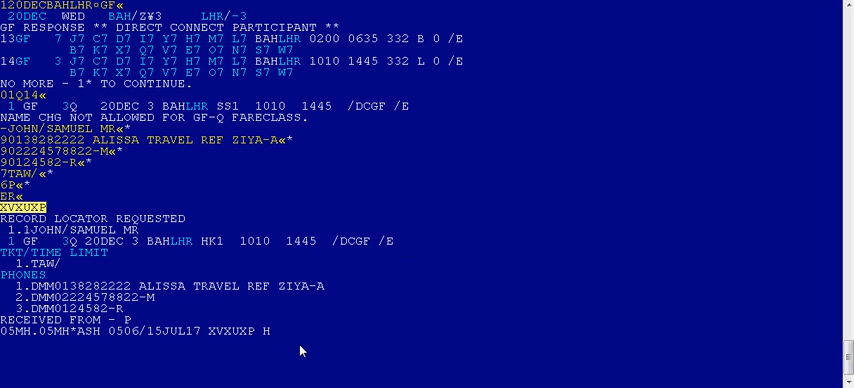 120DECBAHLHR¤GF«
20DEC  WED   BAH/Z¥3     LHR/-3
GF RESPONSE ** DIRECT CONNECT PARTICIPANT **
13GF   7 J7 C7 D7 I7 Y7 H7 M7 L7 BAHLHR 0200 0635 332 B 0 /E
B7 K7 X7 Q7 V7 E7 O7 N7 S7 W7
14GF   3 J7 C7 D7 I7 Y7 H7 M7 L7 BAHLHR 1010 1445 332 L 0 /E
B7 K7 X7 Q7 V7 E7 O7 N7 S7 W7
NO MORE - 1* TO CONTINUE.
01Q14«
1 GF   3Q   20DEC 3 BAHLHR SS1  1010  1445  /DCGF /E
NAME CHG NOT ALLOWED FOR GF-Q FARECLASS.
-JOHN/SAMUEL MR«*
90138282222 ALISSA TRAVEL REF ZIYA-A«*
902224578822-M«*
90124582-R«*
7TAW/«*
6P«*
ER«
XVXUXP
RECORD LOCATOR REQUESTED
1.1JOHN/SAMUEL MR
1 GF   3Q 20DEC 3 BAHLHR HK1  1010  1445  /DCGF /E
TKT/TIME LIMIT
1.TAW/
PHONES
1.DMM0138282222 ALISSA TRAVEL REF ZIYA-A
2.DMM02224578822-M
3.DMM0124582-R
RECEIVED FROM - P
05MH.05MH*ASH 0506/15JUL17 XVXUXP H